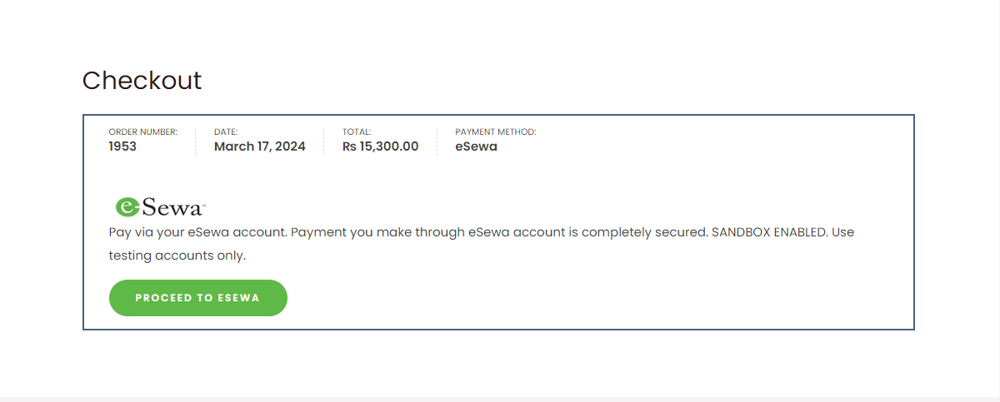 Checkout
ORDER NUMBER: DATE: TOTAL: PAYMENT METHOD:
1953 March 17, 2024 ₨ 15,300.00 eSewa
e-Sewa™
Pay via your eSewa account. Payment you make through eSewa account is completely secured. SANDBOX ENABLED. Use
testing accounts only.
PROCEED TO ESEWA